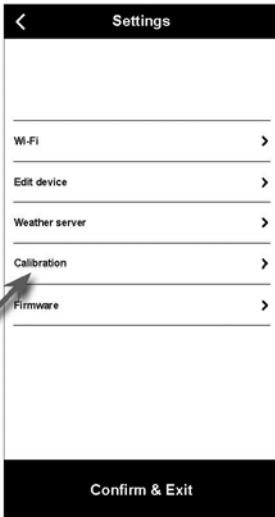 Settings
Wi-Fi
Edit device
Weather server
Calibration
Firmware
Confirm & Exit